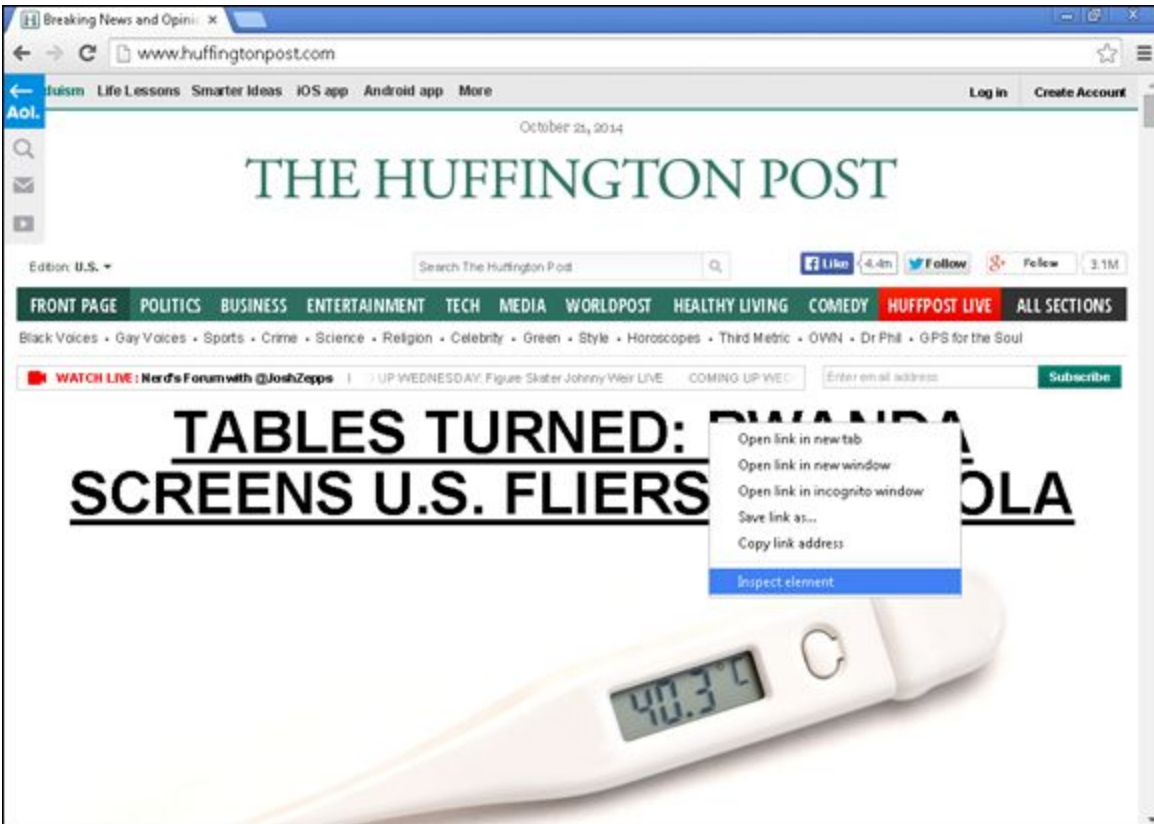 Breaking News and Opini
www.huffingtonpost.com
Aol.
duism Life Lessons Smarter Ideas iOS app Android app More Log in Create Account
October 21, 2014
THE HUFFINGTON POST
Edition: U.S. Search The Huffington Post Like 4.4m Follow Follow 3.1M
FRONT PAGE POLITICS BUSINESS ENTERTAINMENT TECH MEDIA WORLDPOST HEALTHY LIVING COMEDY HUFFPOST LIVE ALL SECTIONS
Black Voices • Gay Voices • Sports • Crime • Science • Religion • Celebrity • Green • Style • Horoscopes • Third Metric • OWN • Dr Phil • GPS for the Soul
WATCH LIVE: Nerd's Forum with @JoshZepps | UP WEDNESDAY: Figure Skater Johnny Weir LIVE COMING UP WED Enter email address Subscribe
TABLES TURNED: RWANDA
SCREENS U.S. FLIERS OLA
Open link in new tab
Open link in new window
Open link in incognito window
Save link as...
Copy link address
Inspect element
40.3°C